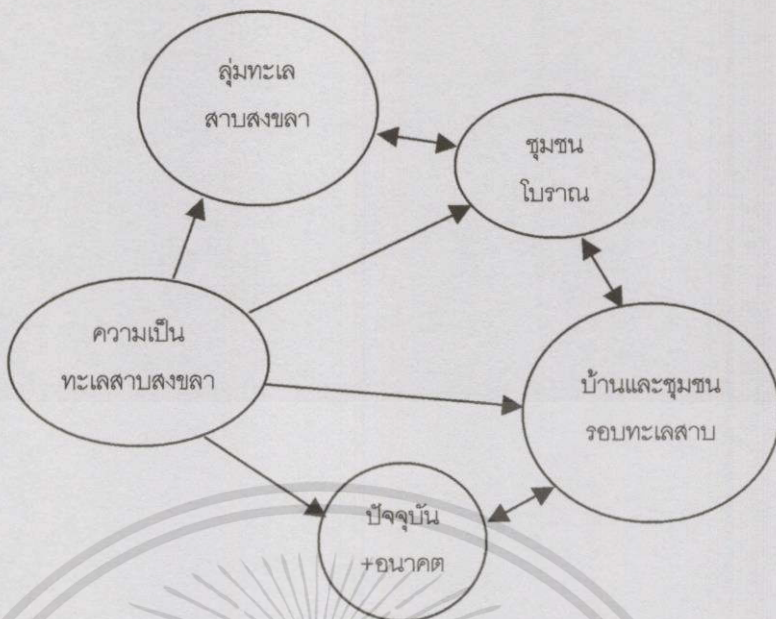 ลุ่มทะเล
สาบสงขลา
ชุมชน
โบราณ
ความเป็น
ทะเลสาบสงขลา
บ้านและชุมชน
รอบทะเลสาบ
ปัจจุบัน
+อนาคต